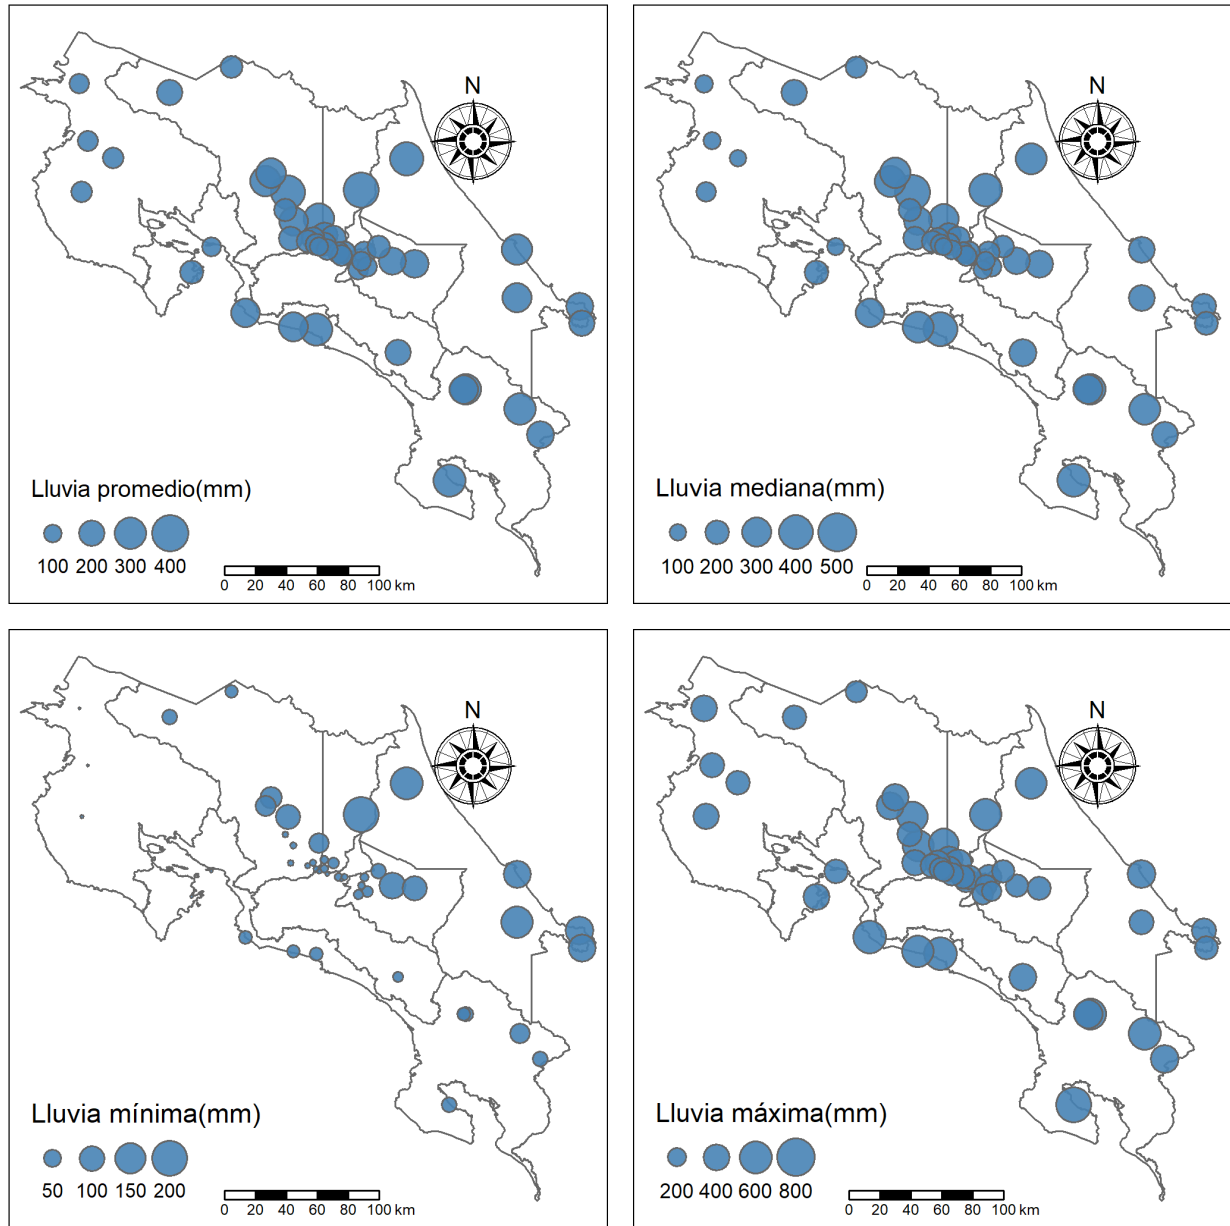 N
Lluvia promedio(mm)
100 200 300 400
0 20 40 60 80 100 km
N
Lluvia mediana(mm)
100 200 300 400 500
0 20 40 60 80 100 km
N
Lluvia mínima(mm)
50 100 150 200
0 20 40 60 80 100 km
N
Lluvia máxima(mm)
200 400 600 800
0 20 40 60 80 100 km